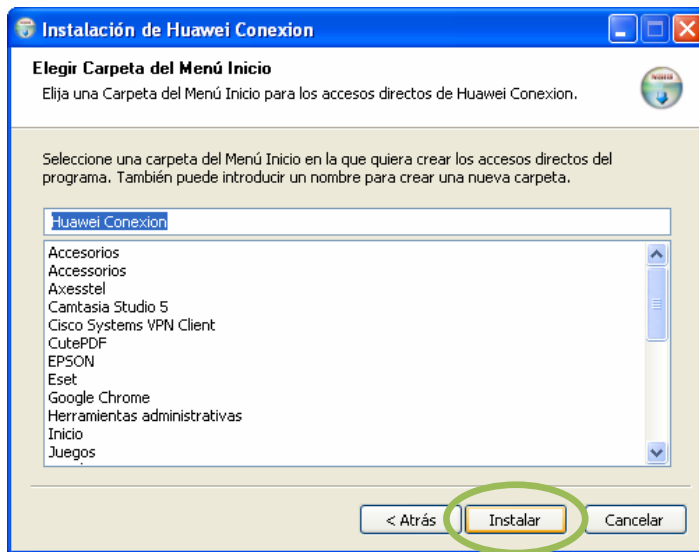 Instalación de Huawei Conexion
Elegir Carpeta del Menú Inicio
Elija una Carpeta del Menú Inicio para los accesos directos de Huawei Conexion.
Seleccione una carpeta del Menú Inicio en la que quiera crear los accesos directos del
programa. También puede introducir un nombre para crear una nueva carpeta.
Huawei Conexion
Accesorios
Accessorios
Axesstel
Camtasia Studio 5
Cisco Systems VPN Client
CutePDF
EPSON
Eset
Google Chrome
Herramientas administrativas
Inicio
Juegos
< Atrás
Instalar
Cancelar